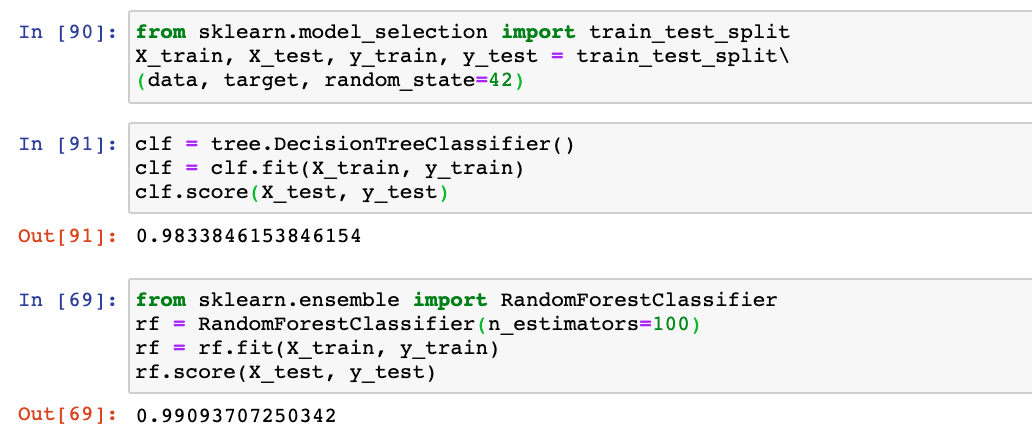 In [90]: from sklearn.model_selection import train_test_split
X_train, X_test, y_train, y_test = train_test_split\
(data, target, random_state=42)
In [91]: clf = tree.DecisionTreeClassifier()
clf = clf.fit(X_train, y_train)
clf.score(X_test, y_test)
Out[91]: 0.9833846153846154
In [69]: from sklearn.ensemble import RandomForestClassifier
rf = RandomForestClassifier(n_estimators=100)
rf = rf.fit(X_train, y_train)
rf.score(X_test, y_test)
Out[69]: 0.99093707250342